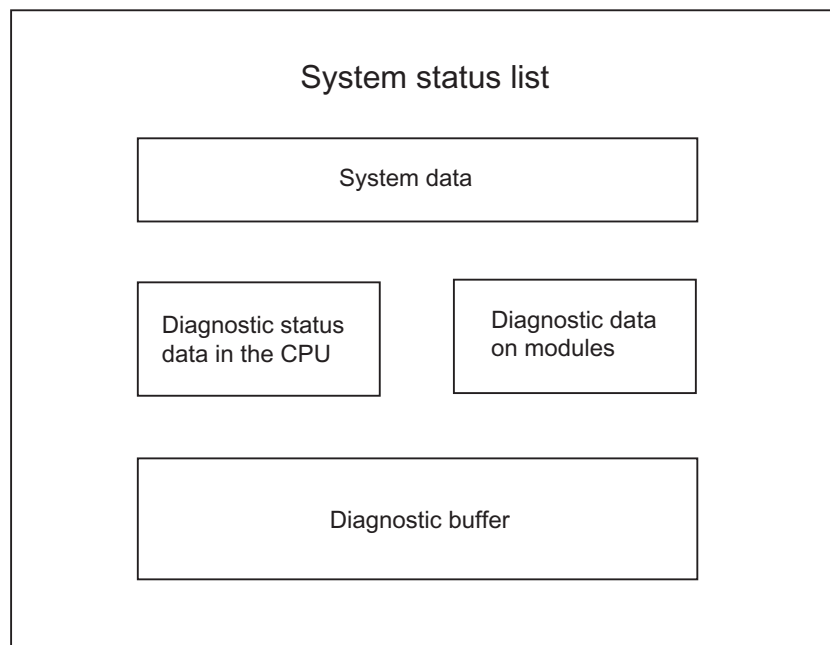 System status list
System data
Diagnostic status
data in the CPU
Diagnostic data
on modules
Diagnostic buffer